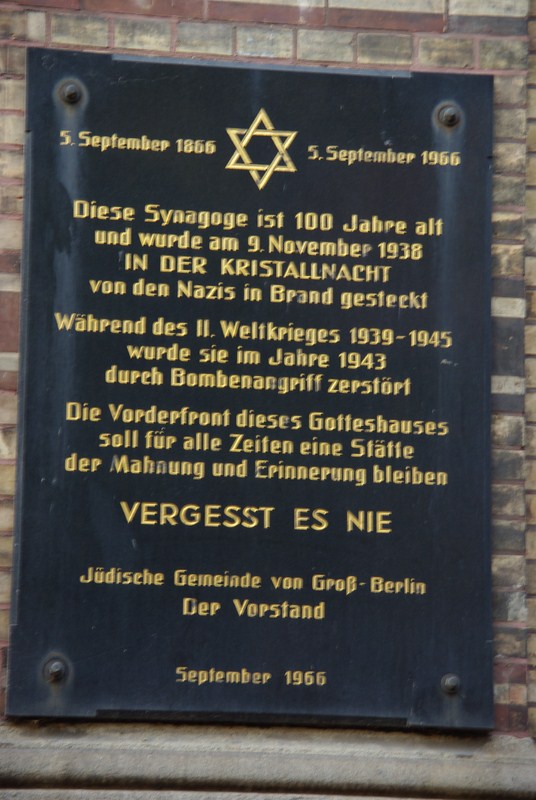 5. September 1866 5. September 1966
Diese Synagoge ist 100 Jahre alt
und wurde am 9. November 1938
IN DER KRISTALLNACHT
von den Nazis in Brand gesteckt
Während des II. Weltkrieges 1939-1945
wurde sie im Jahre 1943
durch Bombenangriff zerstört
Die Vorderfront dieses Gotteshauses
soll für alle Zeiten eine Stätte
der Mahnung und Erinnerung bleiben
VERGESST ES NIE
Jüdische Gemeinde von Groß-Berlin
Der Vorstand
September 1966